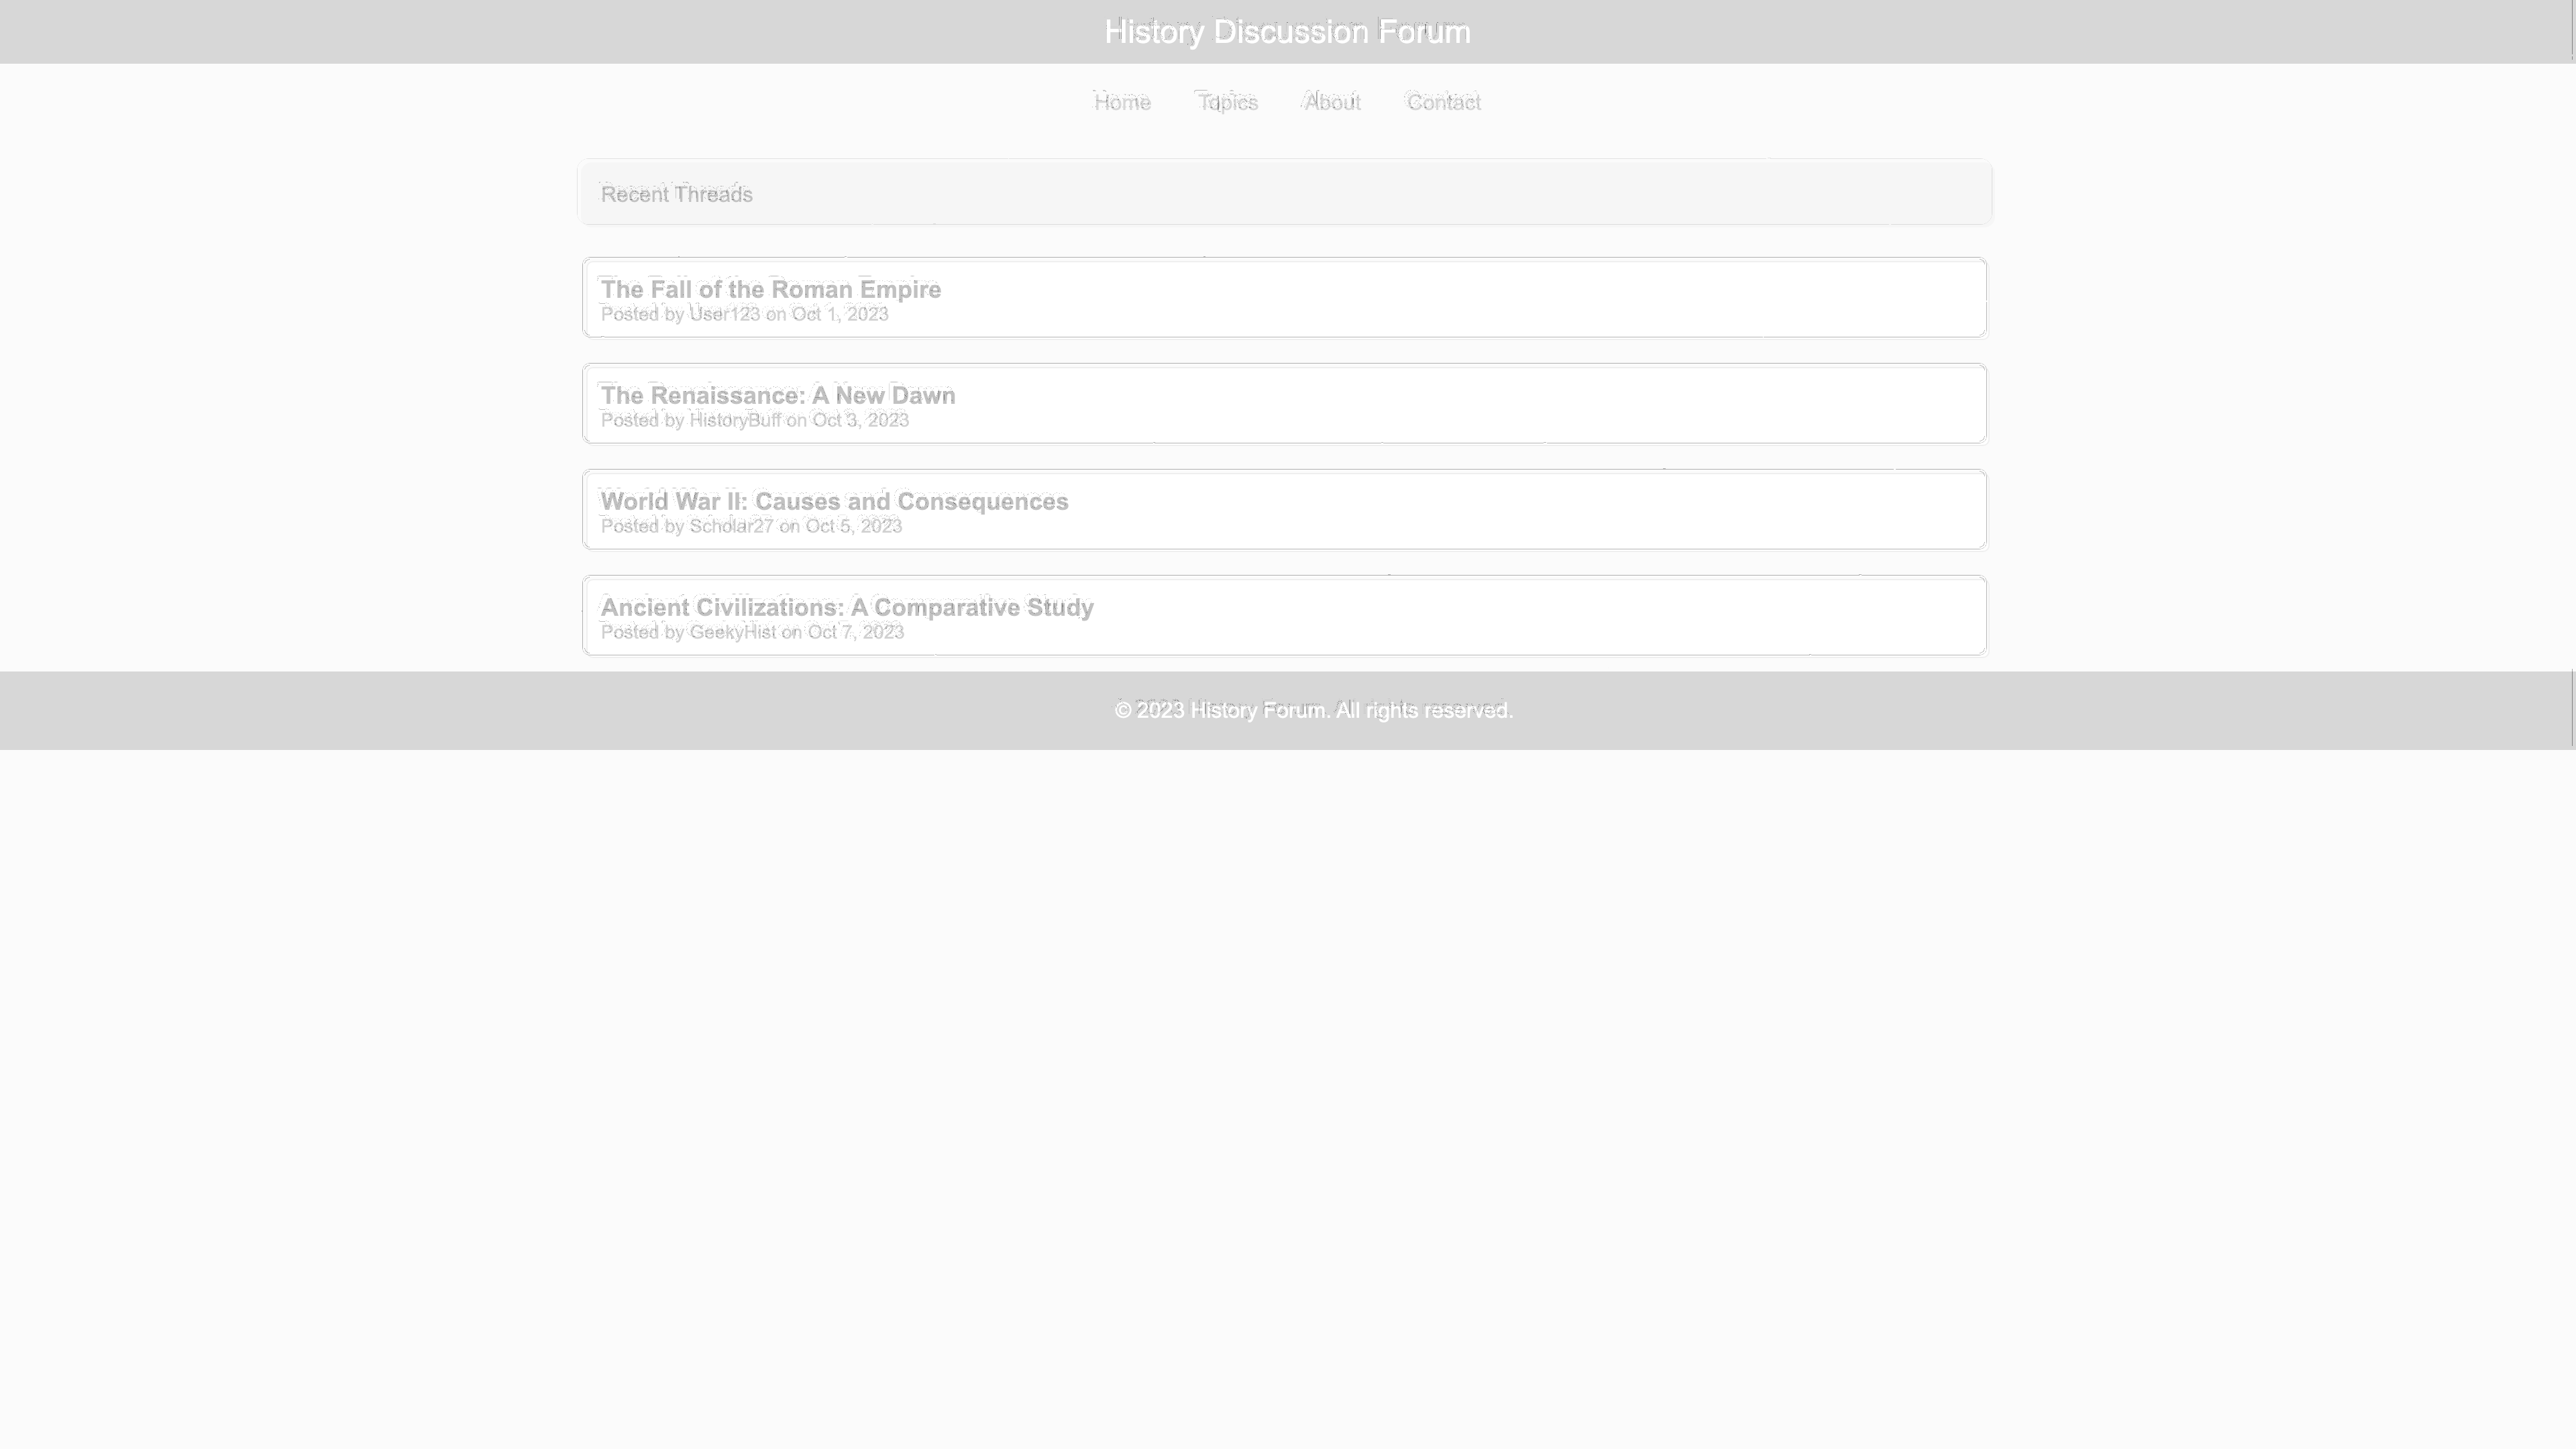 History Discussion Forum
Home Topics About Contact
Recent Threads
The Fall of the Roman Empire
Posted by User123 on Oct 1, 2023
The Renaissance: A New Dawn
Posted by HistoryBuff on Oct 3, 2023
World War II: Causes and Consequences
Posted by Scholar27 on Oct 5, 2023
Ancient Civilizations: A Comparative Study
Posted by GeekyHist on Oct 7, 2023
© 2023 History Forum. All rights reserved.